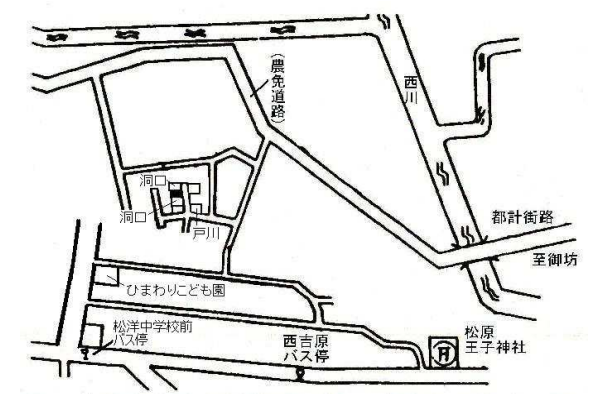 (農免道路)
西川
洞口
洞口
戸川
都計街路
至御坊
ひまわりこども園
松洋中学校前
バス停
西吉原
バス停
松原
王子神社